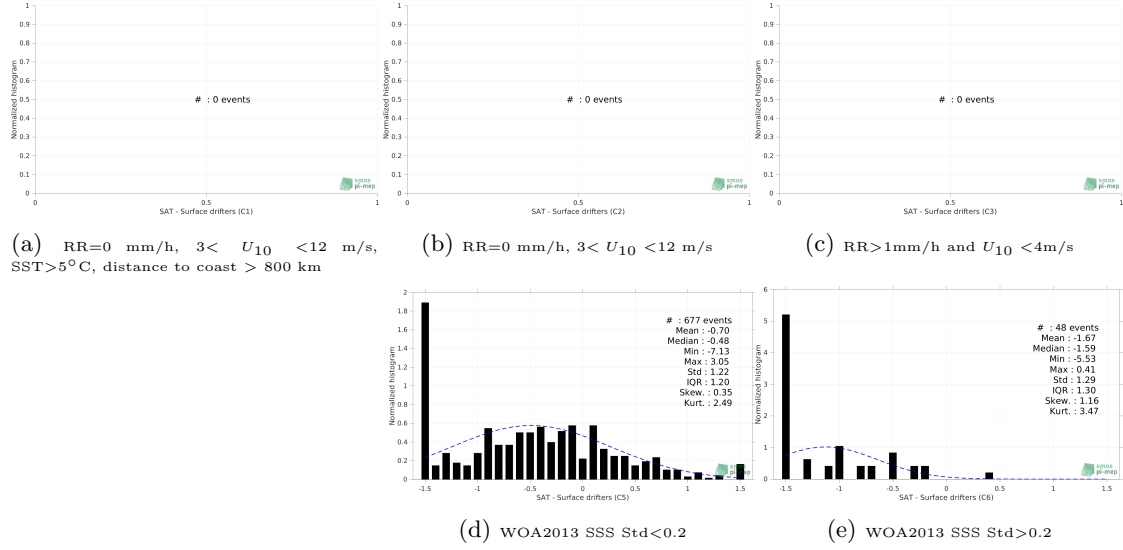 Normalized histogram
1
0.9
0.8
0.7
0.6
0.5
0.4
0.3
0.2
0.1
0
# : 0 events
smos
pi-mep
0 0.5 1
SAT - Surface drifters (C1)
(a) RR=0 mm/h, 3< U10 <12 m/s,
SST>5°C, distance to coast > 800 km
Normalized histogram
1
0.9
0.8
0.7
0.6
0.5
0.4
0.3
0.2
0.1
0
# : 0 events
smos
pi-mep
0 0.5 1
SAT - Surface drifters (C2)
(b) RR=0 mm/h, 3< U10 <12 m/s
Normalized histogram
1
0.9
0.8
0.7
0.6
0.5
0.4
0.3
0.2
0.1
0
# : 0 events
smos
pi-mep
0 0.5 1
SAT - Surface drifters (C3)
(c) RR>1mm/h and U10 <4m/s
Normalized histogram
2
1.8
1.6
1.4
1.2
1
0.8
0.6
0.4
0.2
0
# : 677 events
Mean : -0.70
Median : -0.48
Min : -7.13
Max : 3.05
Std : 1.22
IQR : 1.20
Skew. : 0.35
Kurt. : 2.49
smos
pi-mep
-1.5 -1 -0.5 0 0.5 1 1.5
SAT - Surface drifters (C5)
(d) WOA2013 SSS Std<0.2
Normalized histogram
6
5
4
3
2
1
0
# : 48 events
Mean : -1.67
Median : -1.59
Min : -5.53
Max : 0.41
Std : 1.29
IQR : 1.30
Skew. : 1.16
Kurt. : 3.47
smos
pi-mep
-1.5 -1 -0.5 0 0.5 1 1.5
SAT - Surface drifters (C6)
(e) WOA2013 SSS Std>0.2